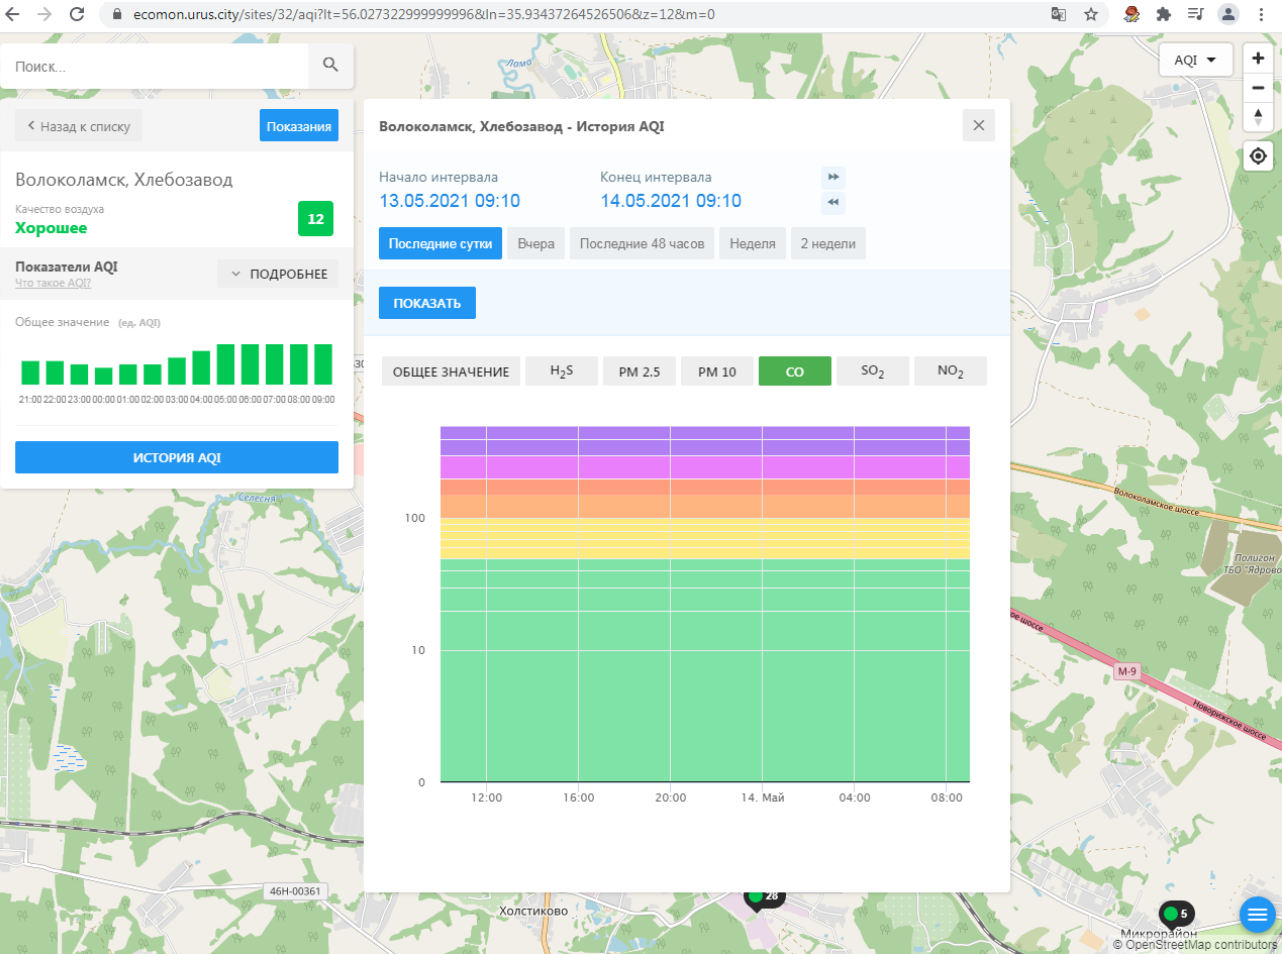 ecomon.urus.city/sites/32/aqi?lt=56.027322999999996&ln=35.93437264526506&z=12&m=0
Поиск...
AQI
Лама
Назад к списку
Показания
Волоколамск, Хлебозавод
Качество воздуха
Хорошее
12
Показатели AQI
Что такое AQI?
ПОДРОБНЕЕ
Общее значение (ед. AQI)
21:00 22:00 23:00 00:00 01:00 02:00 03:00 04:00 05:00 06:00 07:00 08:00 09:00
ИСТОРИЯ AQI
Волоколамск, Хлебозавод - История AQI
Начало интервала
Конец интервала
13.05.2021 09:10
14.05.2021 09:10
Последние сутки
Вчера
Последние 48 часов
Неделя
2 недели
ПОКАЗАТЬ
ОБЩЕЕ ЗНАЧЕНИЕ
H2S
PM 2.5
PM 10
CO
SO2
NO2
100
10
0
12:00
16:00
20:00
14. Май
04:00
08:00
Селесня
Волоколамское шоссе
Полигон
ТБО "Ядрово
ое шоссе
М-9
Новорижское шоссе
46Н-00361
Холстиково
28
5
Микрорайон
© OpenStreetMap contributors